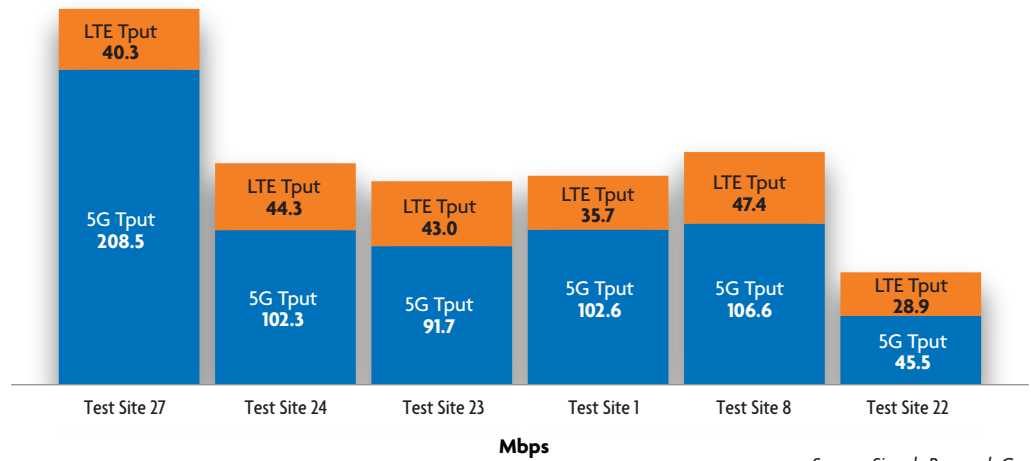 LTE Tput
40.3
5G Tput
208.5
LTE Tput
44.3
5G Tput
102.3
LTE Tput
43.0
5G Tput
91.7
LTE Tput
35.7
5G Tput
102.6
LTE Tput
47.4
5G Tput
106.6
LTE Tput
28.9
5G Tput
45.5
Test Site 27
Test Site 24
Test Site 23
Test Site 1
Test Site 8
Test Site 22
Mbps